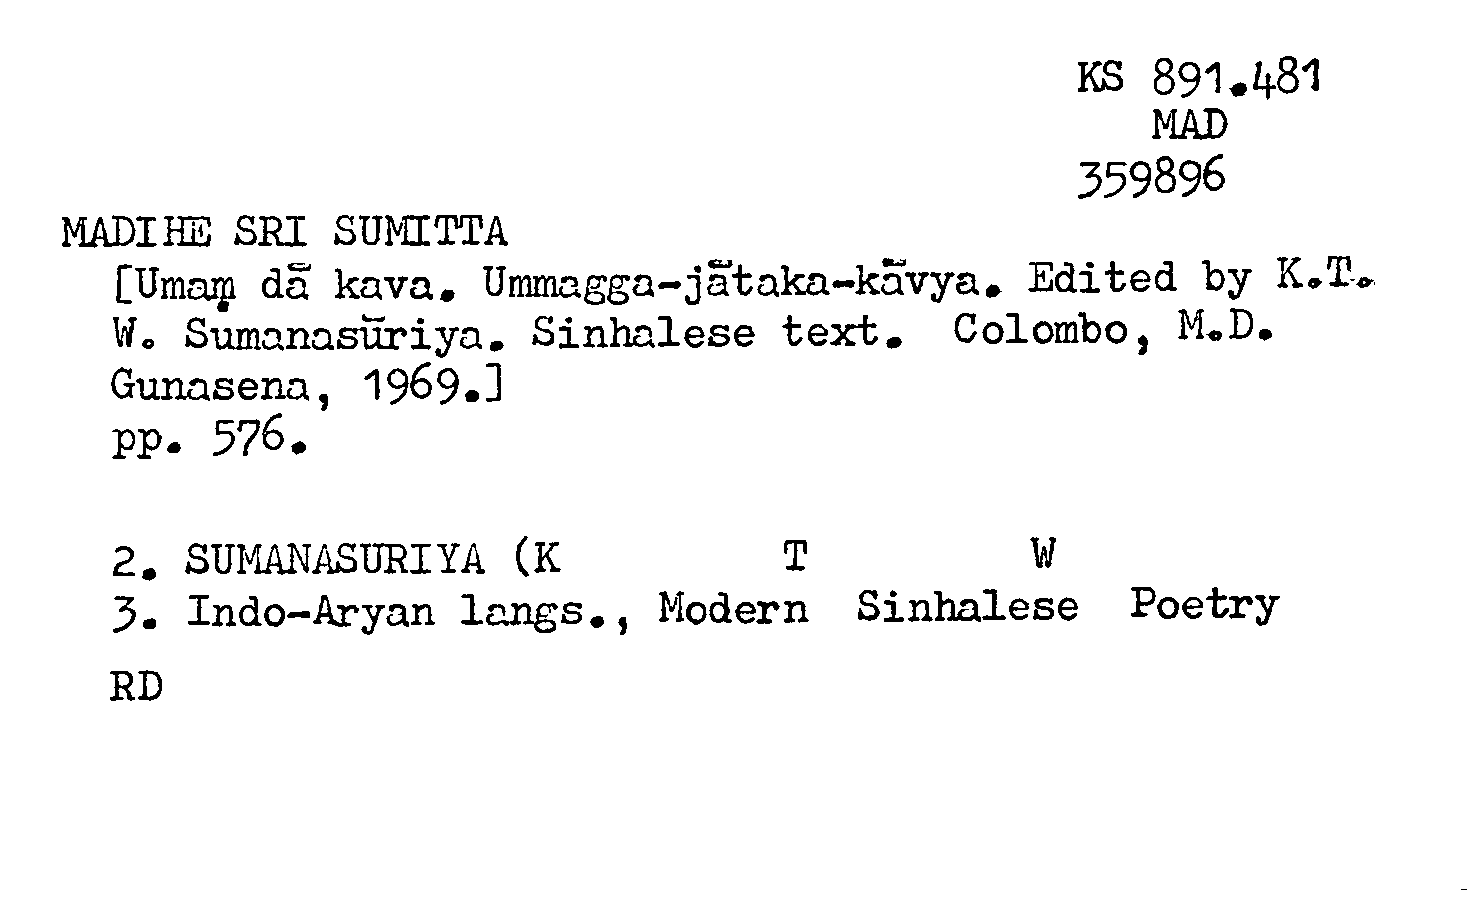 KS 891.481
MAD
359896
MADIHE SRI SUMITTA
[Umaṃ dā kava. Ummagga-jātaka-kāvya. Edited by K.T.
W. Sumanasūriya. Sinhalese text. Colombo, M.D.
Gunasena, 1969.]
pp. 576.
2. SUMANASURIYA (K T W
3. Indo-Aryan langs., Modern Sinhalese Poetry
RD